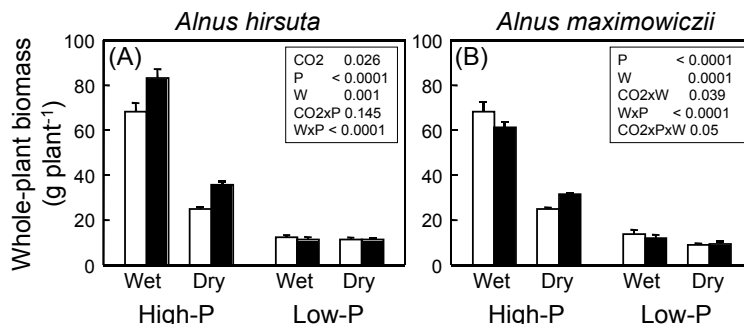 Alnus hirsuta
Alnus maximowiczii
Whole-plant biomass
(g plant⁻¹)
100
80
60
40
20
0
(A)
CO2 0.026
P < 0.0001
W 0.001
CO2xP 0.145
WxP < 0.0001
Wet Dry Wet Dry
High-P Low-P
100
80
60
40
20
0
(B)
P < 0.0001
W 0.0001
CO2xW 0.039
WxP < 0.0001
CO2xPxW 0.05
Wet Dry Wet Dry
High-P Low-P